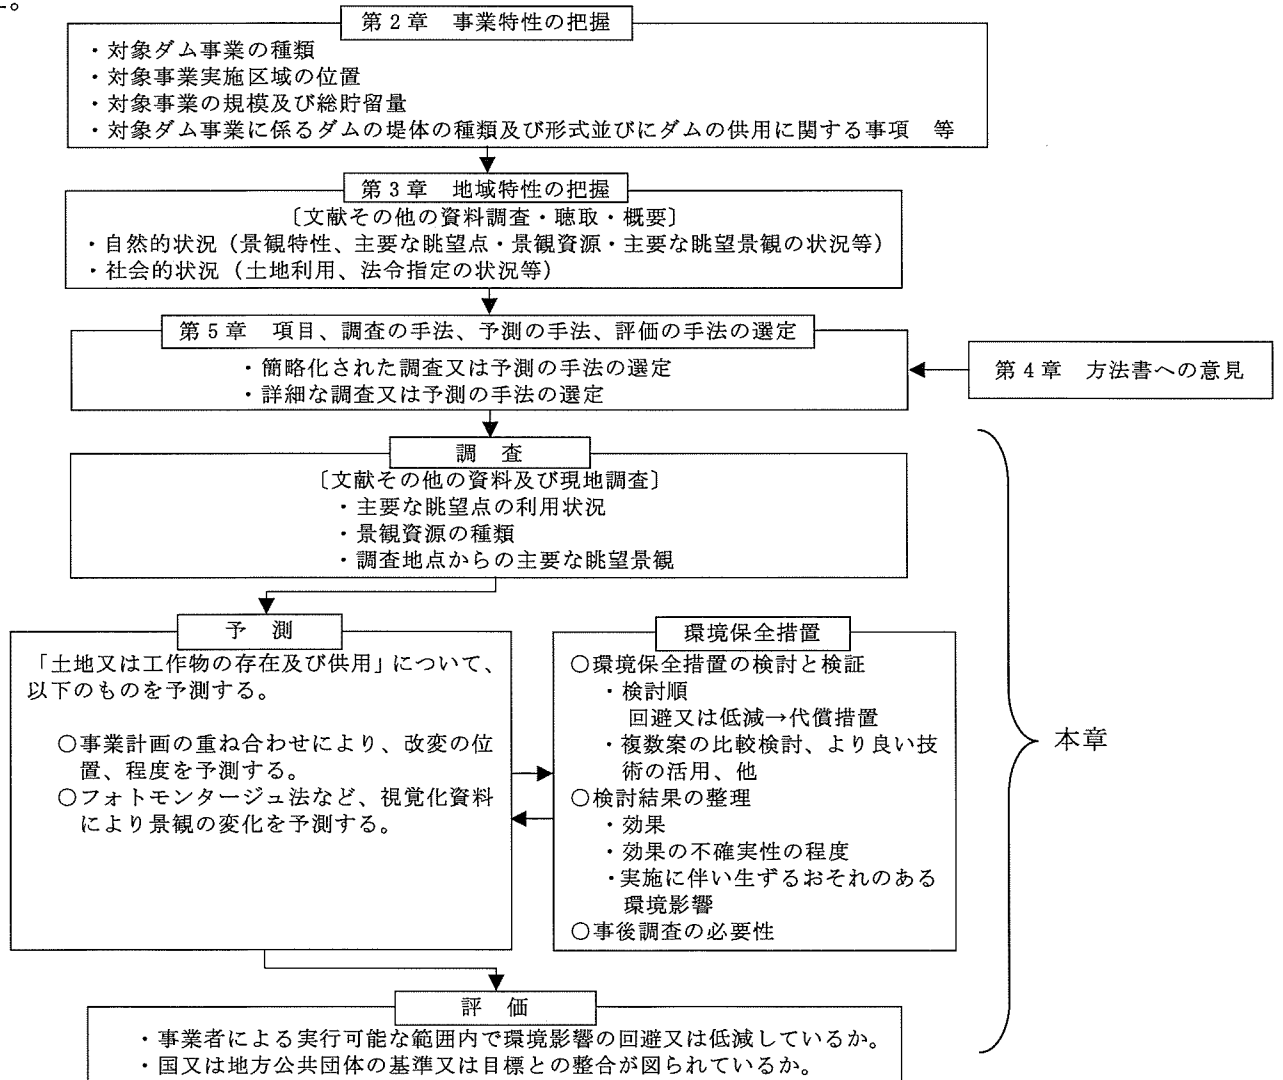 第2章　事業特性の把握
・対象ダム事業の種類
・対象事業実施区域の位置
・対象事業の規模及び総貯留量
・対象ダム事業に係るダムの堤体の種類及び形式並びにダムの供用に関する事項　等
第3章　地域特性の把握
〔文献その他の資料調査・聴取・概要〕
・自然的状況（景観特性、主要な眺望点・景観資源・主要な眺望景観の状況等）
・社会的状況（土地利用、法令指定の状況等）
第5章　項目、調査の手法、予測の手法、評価の手法の選定
・簡略化された調査又は予測の手法の選定
・詳細な調査又は予測の手法の選定
第4章　方法書への意見
調　査
〔文献その他の資料及び現地調査〕
・主要な眺望点の利用状況
・景観資源の種類
・調査地点からの主要な眺望景観
予　測
「土地又は工作物の存在及び供用」について、
以下のものを予測する。
○事業計画の重ね合わせにより、改変の位
置、程度を予測する。
○フォトモンタージュ法など、視覚化資料
により景観の変化を予測する。
環境保全措置
○環境保全措置の検討と検証
・検討順
回避又は低減→代償措置
・複数案の比較検討、より良い技
術の活用、他
○検討結果の整理
・効果
・効果の不確実性の程度
・実施に伴い生ずるおそれのある
環境影響
○事後調査の必要性
本章
評　価
・事業者による実行可能な範囲内で環境影響の回避又は低減しているか。
・国又は地方公共団体の基準又は目標との整合が図られているか。